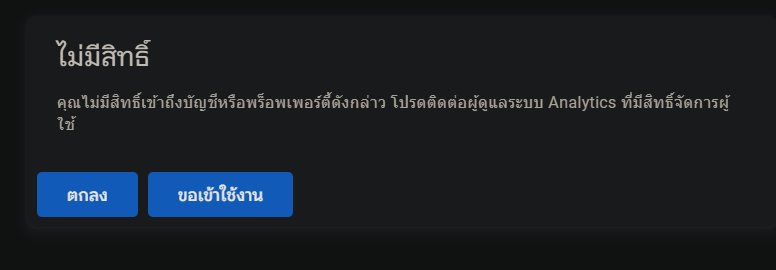 ไม่มีสิทธิ์
คุณไม่มีสิทธิ์เข้าถึงบัญชีหรือพร็อพเพอร์ตี้ดังกล่าว โปรดติดต่อผู้ดูแลระบบ Analytics ที่มีสิทธิ์จัดการผู้
ใช้
ตกลง ขอเข้าใช้งาน